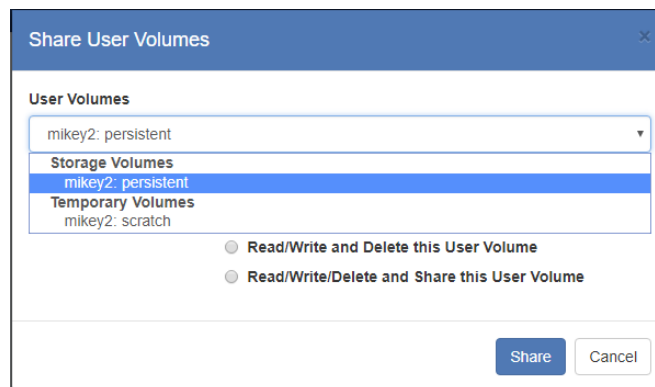 Share User Volumes
×
User Volumes
mikey2: persistent
Storage Volumes
mikey2: persistent
Temporary Volumes
mikey2: scratch
Read/Write and Delete this User Volume
Read/Write/Delete and Share this User Volume
Share Cancel